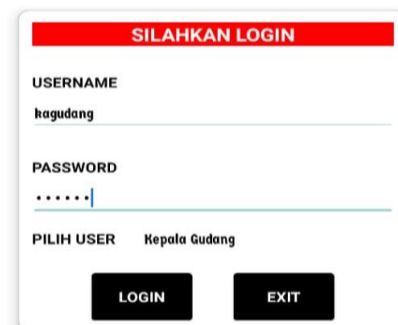 SILAHKAN LOGIN
USERNAME
kagudang
PASSWORD
••••••
PILIH USER Kepala Gudang
LOGIN EXIT